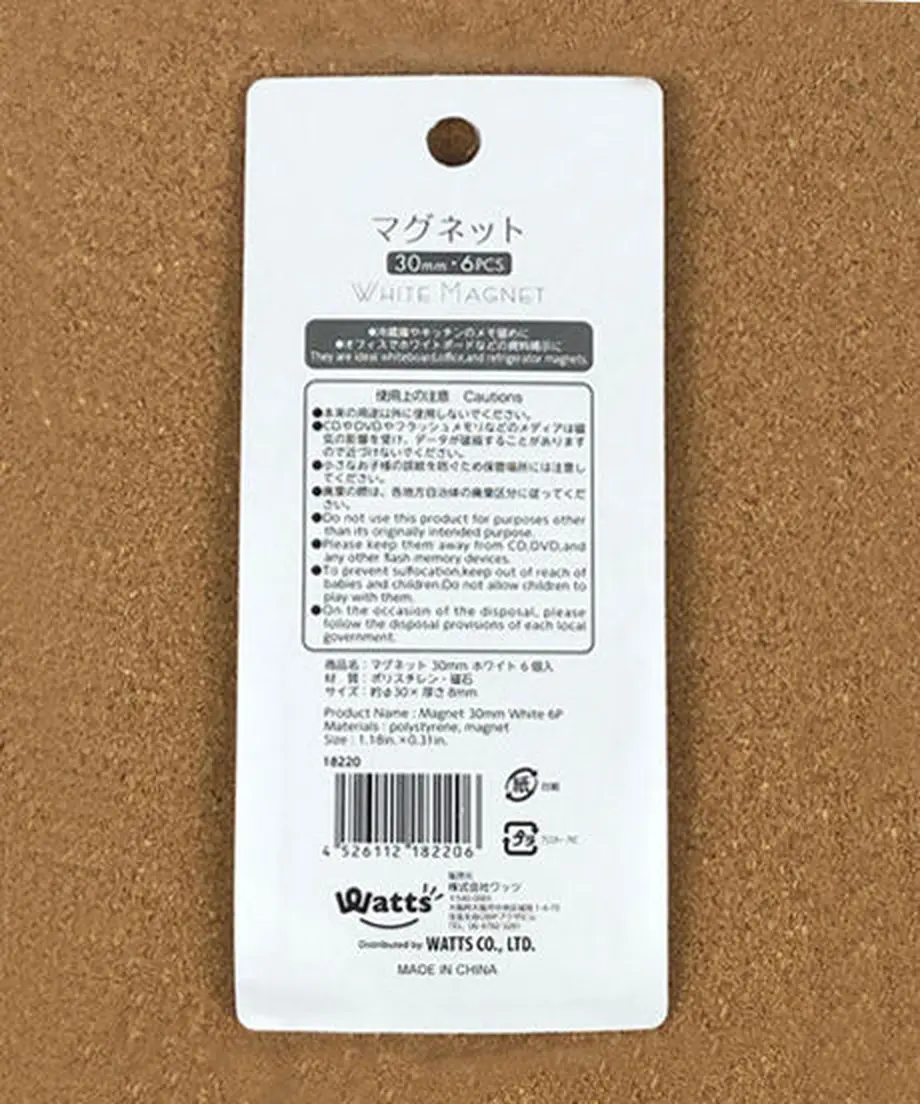 マグネット
30mm・6PCS
WHITE MAGNET
●冷蔵庫やキッチンのメモ留めに
●オフィスでホワイトボードなどの資料掲示に
They are ideal whiteboard,office,and refrigerator magnets.
使用上の注意 Cautions
●本来の用途以外に使用しないでください。
●CDやDVDやフラッシュメモリなどのメディアは磁
気の影響を受け、データが破損することがあります
ので近づけないでください。
●小さなお子様の誤飲を防ぐため保管場所には注意し
てください。
●廃棄の際は、各地方自治体の廃棄区分に従ってくだ
さい。
●Do not use this product for purposes other
than its originally intended purpose.
●Please keep them away from CD,DVD,and
any other flash memory devices.
●To prevent suffocation,keep out of reach of
babies and children.Do not allow children to
play with them.
●On the occasion of the disposal, please
follow the disposal provisions of each local
government.
商品名：マグネット 30mm ホワイト 6個入
材 質：ポリスチレン・磁石
サイズ：約φ30×厚さ8mm
Product Name : Magnet 30mm White 6P
Materials : polystyrene, magnet
Size : 1.18in.×0.31in.
18220
紙
プラ
4 526112 182206
Watts
販売元
株式会社ワッツ
Distributed by WATTS CO., LTD.
MADE IN CHINA